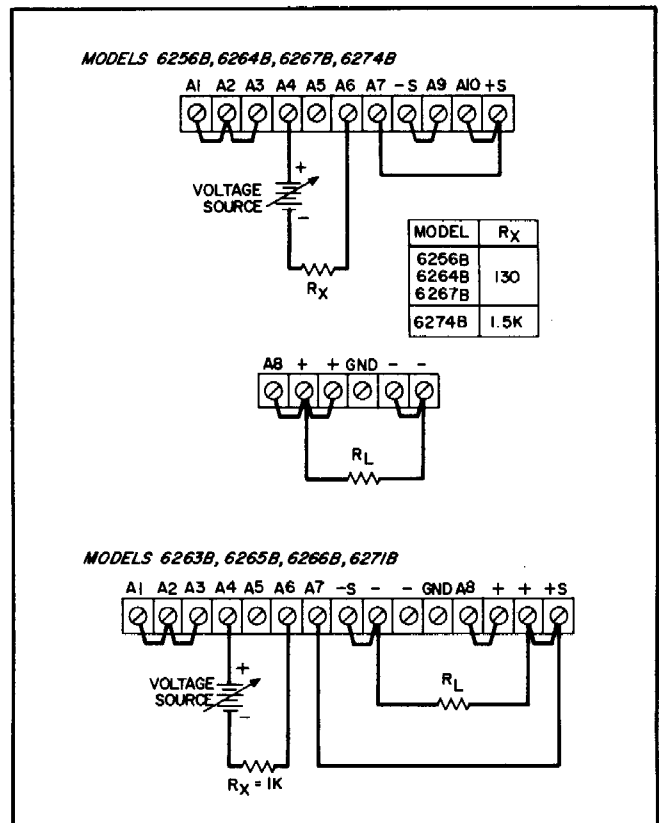 MODELS 6256B, 6264B, 6267B, 6274B
A1 A2 A3 A4 A5 A6 A7 -S A9 A10 +S
+
VOLTAGE
SOURCE
-
RX
MODEL RX
6256B
6264B 130
6267B
6274B 1.5K
A8 + + GND - -
RL
MODELS 6263B, 6265B, 6266B, 6271B
A1 A2 A3 A4 A5 A6 A7 -S - - GND A8 + + +S
+
VOLTAGE
SOURCE
-
RL
RX = 1K